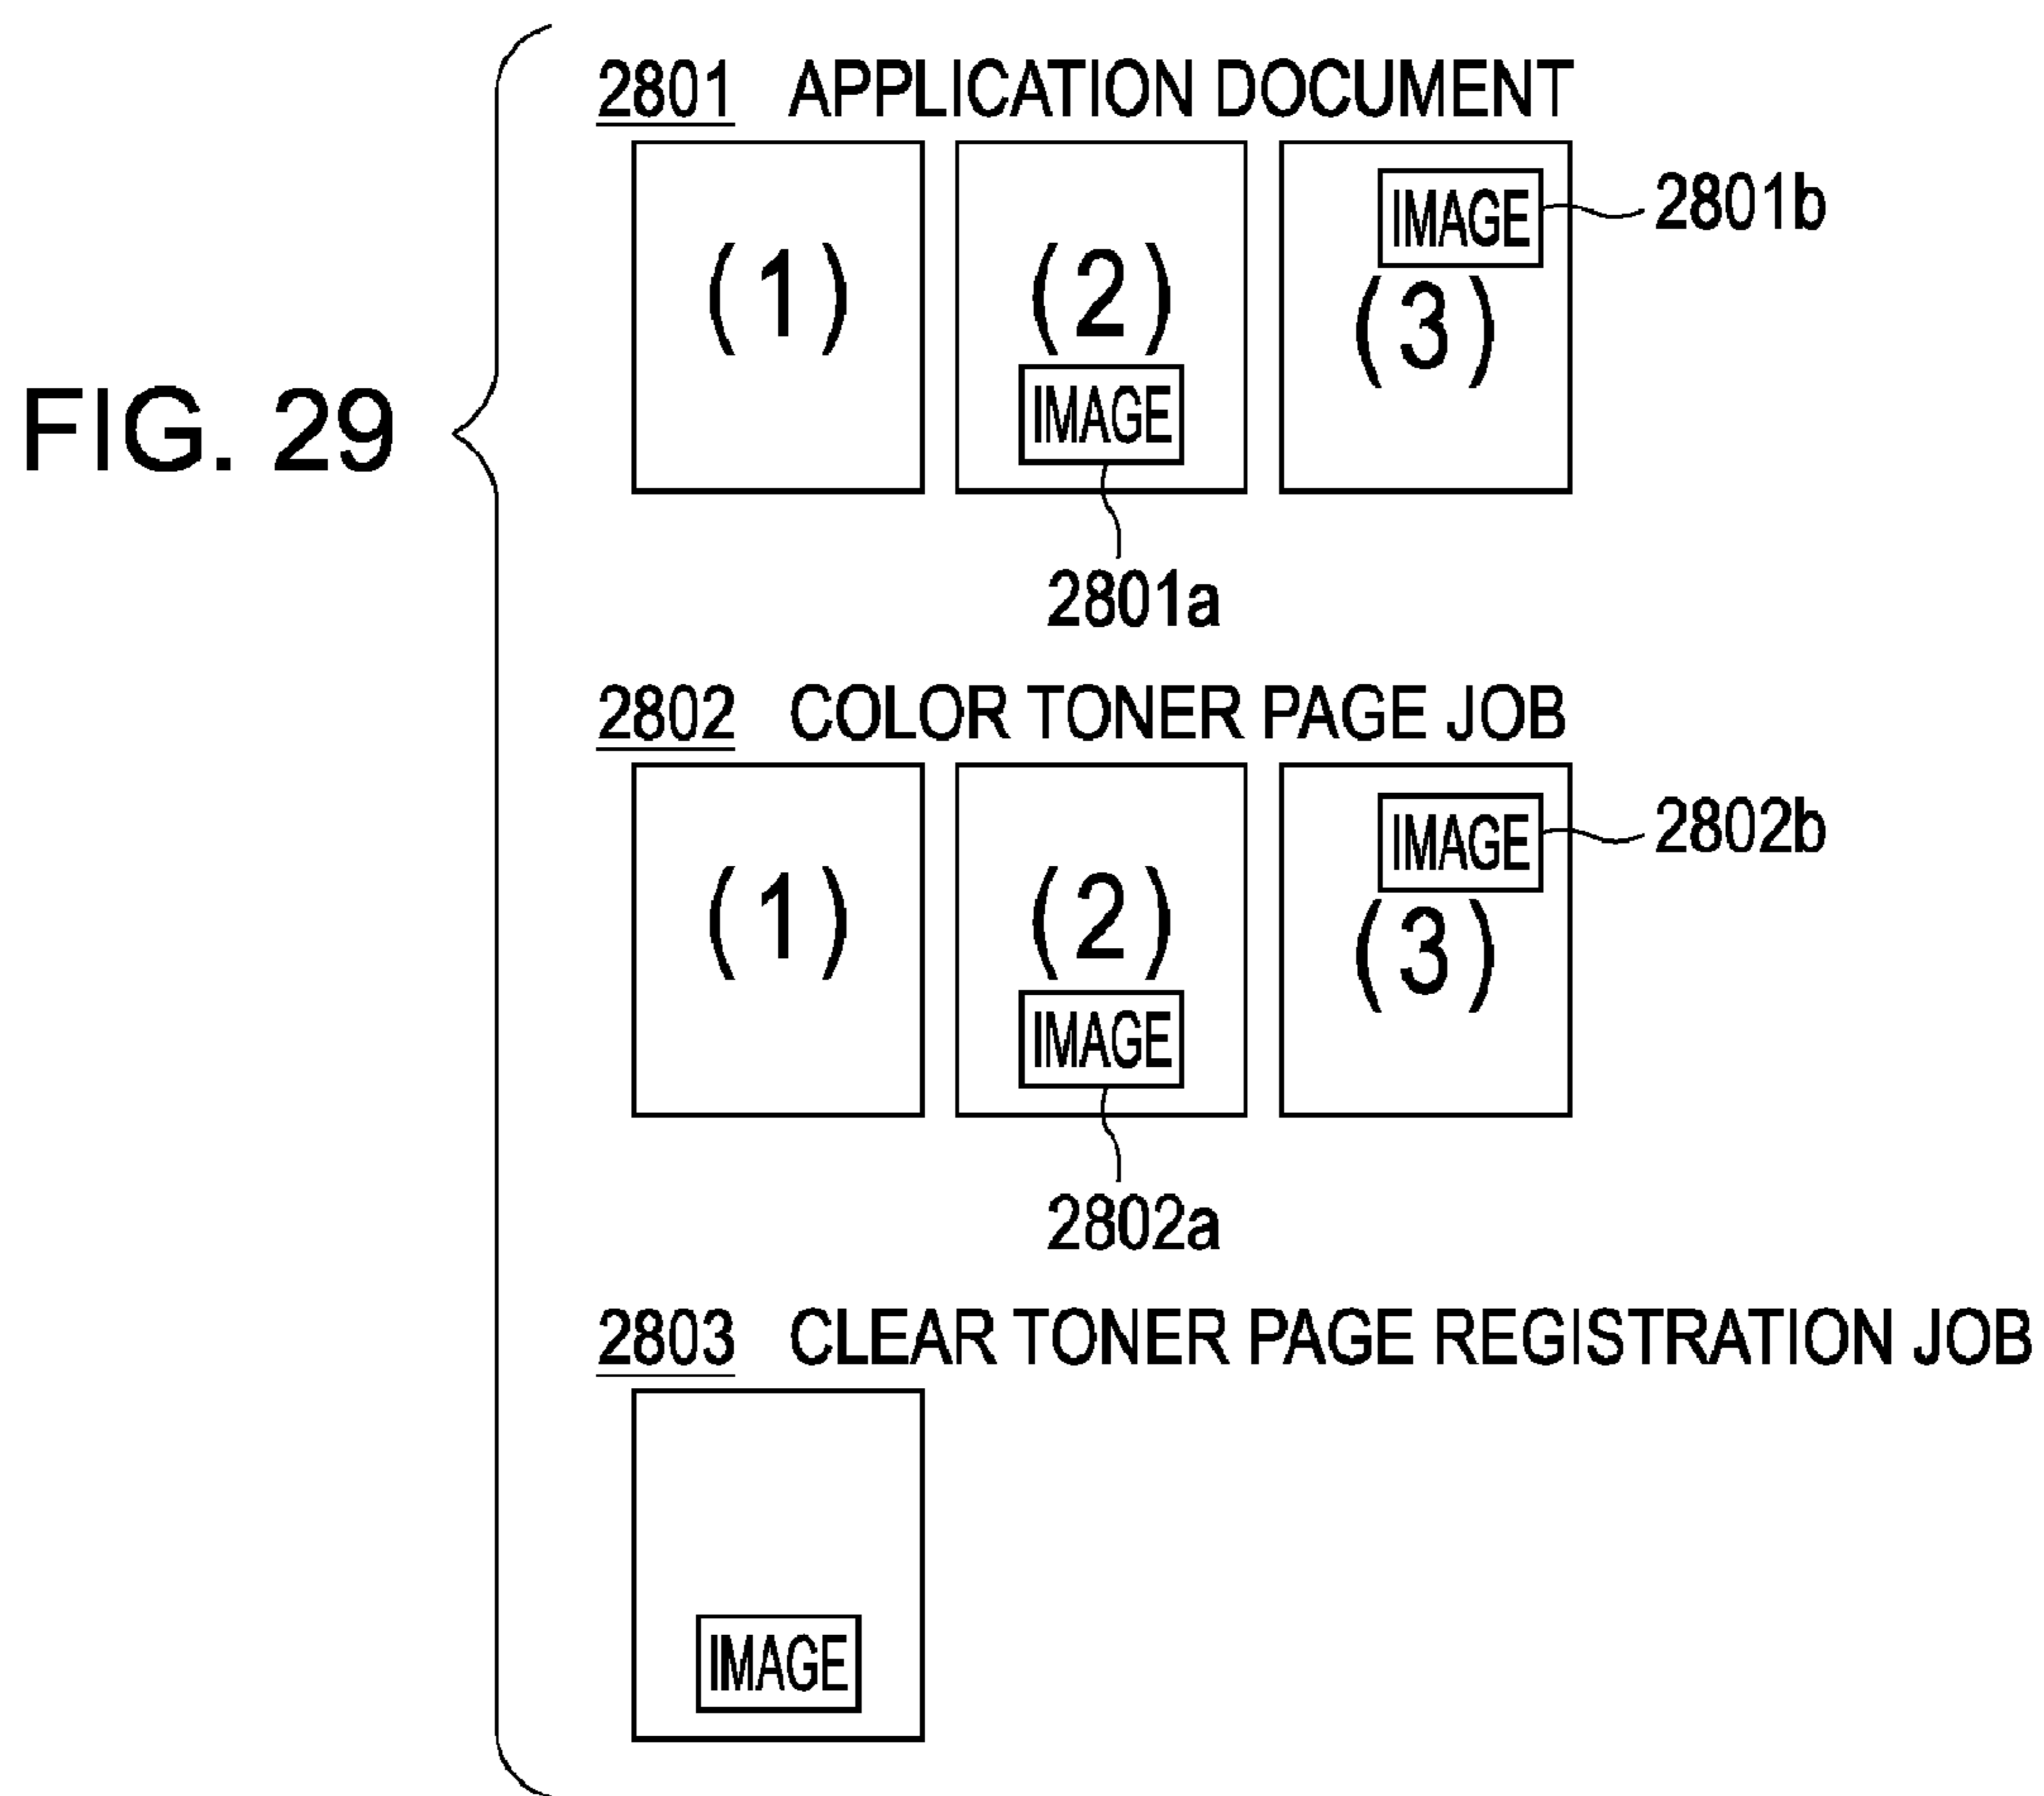 FIG. 29
2801 APPLICATION DOCUMENT
(1)
(2)
IMAGE
2801a
IMAGE
(3)
2801b
2802 COLOR TONER PAGE JOB
(1)
(2)
IMAGE
2802a
IMAGE
(3)
2802b
2803 CLEAR TONER PAGE REGISTRATION JOB
IMAGE